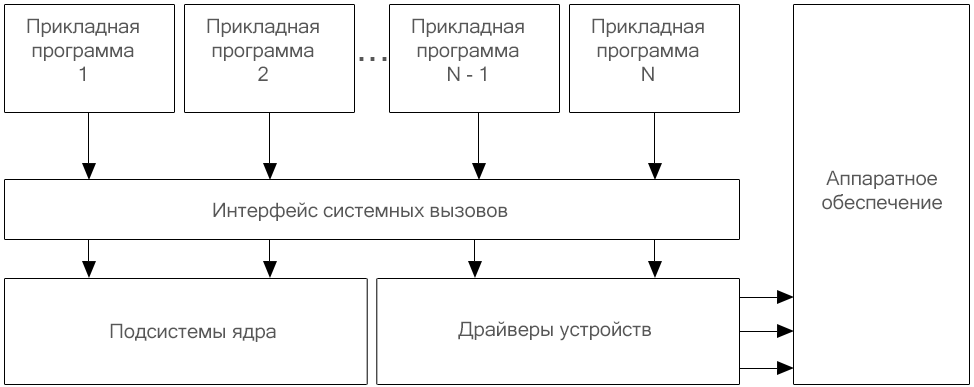 Прикладная
программа
1
Прикладная
программа
2
...
Прикладная
программа
N - 1
Прикладная
программа
N
Аппаратное
обеспечение
Интерфейс системных вызовов
Подсистемы ядра
Драйверы устройств